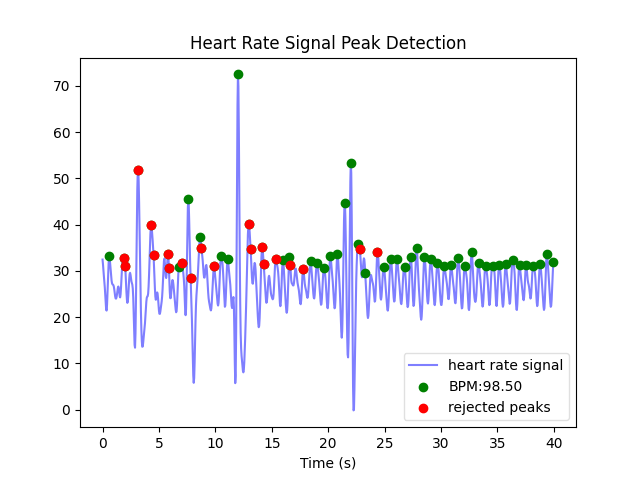 Heart Rate Signal Peak Detection
70
60
50
40
30
20
10
0
heart rate signal
BPM:98.50
rejected peaks
0 5 10 15 20 25 30 35 40
Time (s)